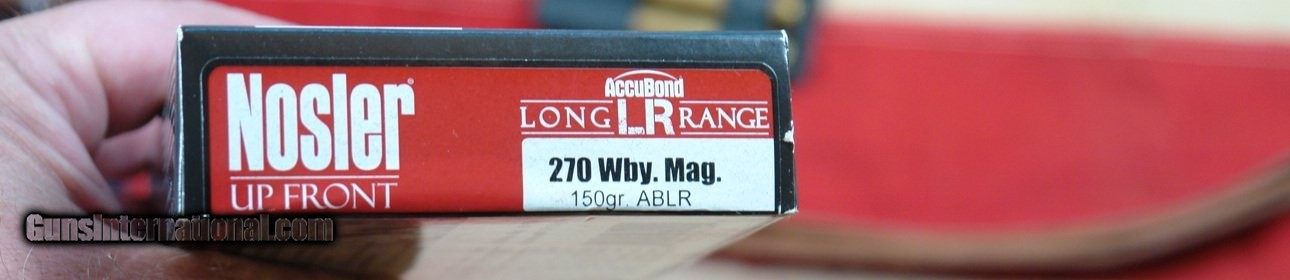 Nosler®
UP FRONT
AccuBond
LONG LR RANGE
270 Wby. Mag.
150gr. ABLR
GunsInternational.com